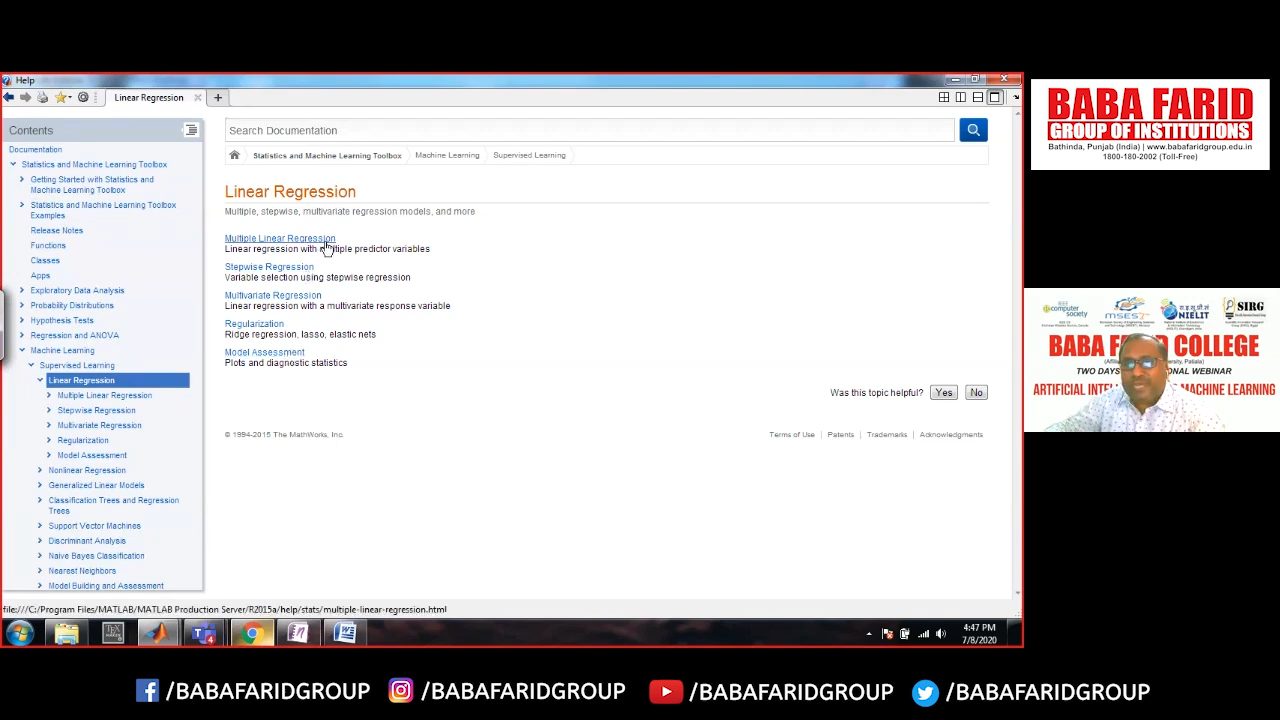 Help
Linear Regression
Contents
Documentation
Statistics and Machine Learning Toolbox
Getting Started with Statistics and
Machine Learning Toolbox
Statistics and Machine Learning Toolbox
Examples
Release Notes
Functions
Classes
Apps
Exploratory Data Analysis
Probability Distributions
Hypothesis Tests
Regression and ANOVA
Machine Learning
Supervised Learning
Linear Regression
Multiple Linear Regression
Stepwise Regression
Multivariate Regression
Regularization
Model Assessment
Nonlinear Regression
Generalized Linear Models
Classification Trees and Regression
Trees
Support Vector Machines
Discriminant Analysis
Naive Bayes Classification
Nearest Neighbors
Model Building and Assessment
Search Documentation
Statistics and Machine Learning Toolbox Machine Learning Supervised Learning
Linear Regression
Multiple, stepwise, multivariate regression models, and more
Multiple Linear Regression
Linear regression with multiple predictor variables
Stepwise Regression
Variable selection using stepwise regression
Multivariate Regression
Linear regression with a multivariate response variable
Regularization
Ridge regression, lasso, elastic nets
Model Assessment
Plots and diagnostic statistics
Was this topic helpful? Yes No
© 1994-2015 The MathWorks, Inc.
Terms of Use | Patents | Trademarks | Acknowledgments
file:///C:/Program Files/MATLAB/MATLAB Production Server/R2015a/help/stats/multiple-linear-regression.html
4:47 PM
7/8/2020
BABA FARID
GROUP OF INSTITUTIONS
Bathinda, Punjab (India) | www.babafaridgroup.edu.in
1800-180-2002 (Toll-Free)
IEEE computer society
MSES
NIELIT
SIRG
BABA FARID COLLEGE
TWO DAYS
IONAL WEBINAR
ARTIFICIAL
MACHINE LEARNING
/BABAFARIDGROUP
/BABAFARIDGROUP
/BABAFARIDGROUP
/BABAFARIDGROUP